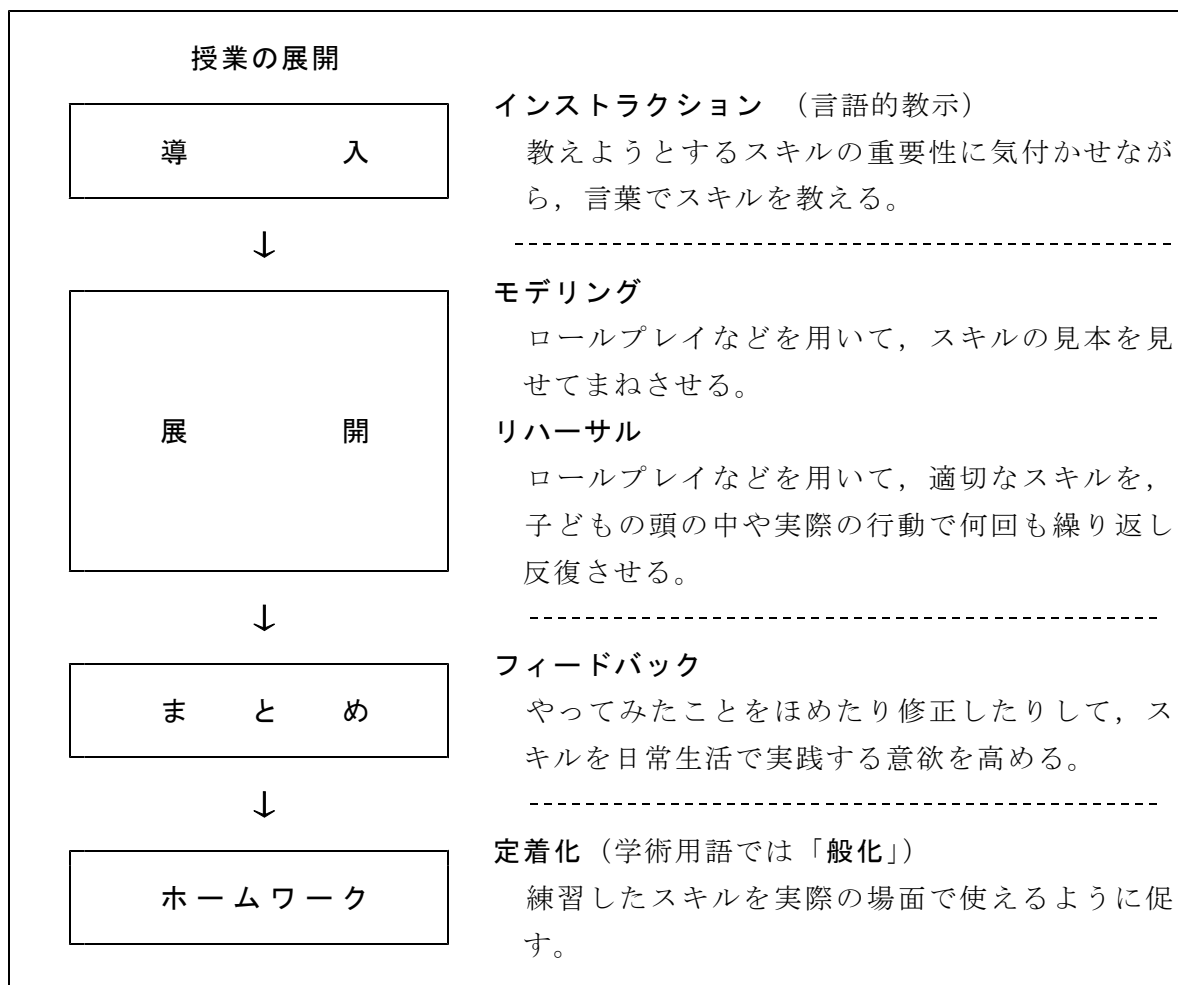 授業の展開
導　入
インストラクション （言語的教示）
教えようとするスキルの重要性に気付かせなが
ら，言葉でスキルを教える。
↓
展　開
モデリング
ロールプレイなどを用いて，スキルの見本を見
せてまねさせる。
リハーサル
ロールプレイなどを用いて，適切なスキルを，
子どもの頭の中や実際の行動で何回も繰り返し
反復させる。
↓
ま　と　め
フィードバック
やってみたことをほめたり修正したりして，ス
キルを日常生活で実践する意欲を高める。
↓
ホームワーク
定着化（学術用語では「般化」）
練習したスキルを実際の場面で使えるように促
す。